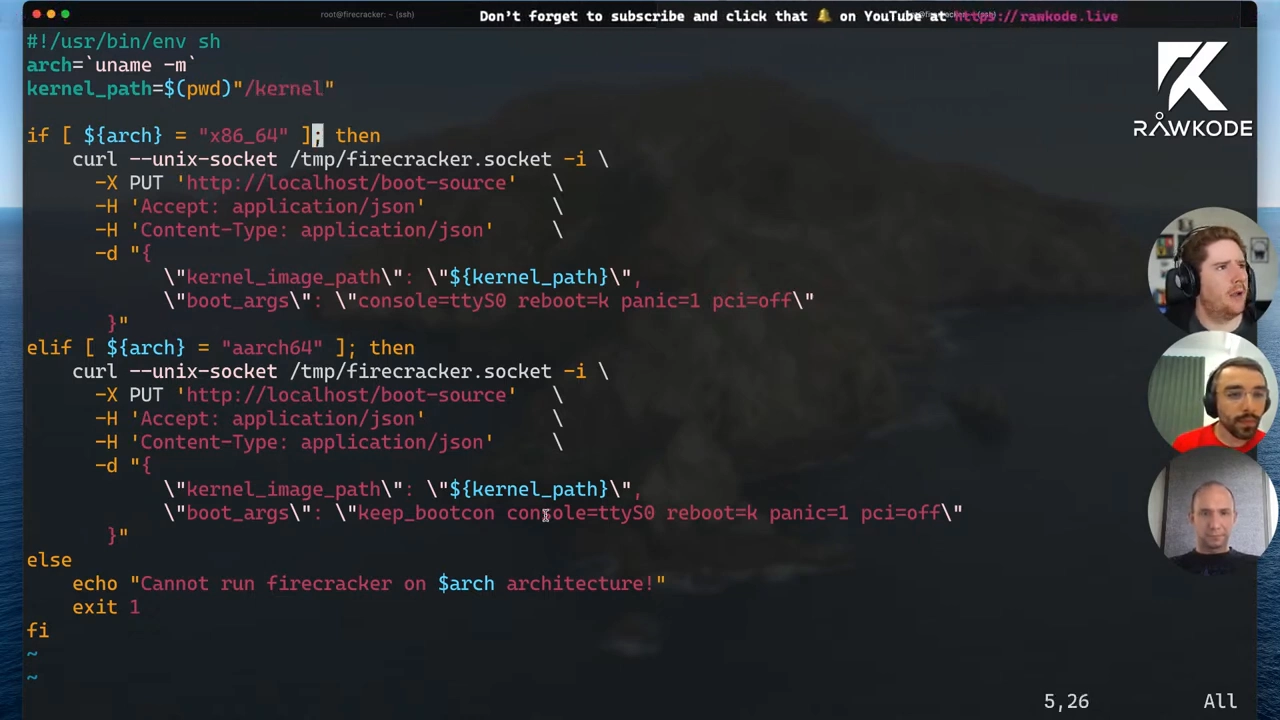 root@firecracker: ~ (ssh)
Don't forget to subscribe and click that 🔔 on YouTube at https://rawkode.live
#!/usr/bin/env sh
arch=`uname -m`
kernel_path=$(pwd)"/kernel"
if [ ${arch} = "x86_64" ]; then
    curl --unix-socket /tmp/firecracker.socket -i \
      -X PUT 'http://localhost/boot-source'   \
      -H 'Accept: application/json'           \
      -H 'Content-Type: application/json'     \
      -d "{
            \"kernel_image_path\": \"${kernel_path}\",
            \"boot_args\": \"console=ttyS0 reboot=k panic=1 pci=off\"
       }"
elif [ ${arch} = "aarch64" ]; then
    curl --unix-socket /tmp/firecracker.socket -i \
      -X PUT 'http://localhost/boot-source'   \
      -H 'Accept: application/json'           \
      -H 'Content-Type: application/json'     \
      -d "{
            \"kernel_image_path\": \"${kernel_path}\",
            \"boot_args\": \"keep_bootcon console=ttyS0 reboot=k panic=1 pci=off\"
       }"
else
    echo "Cannot run firecracker on $arch architecture!"
    exit 1
fi
~
~
5,26 All
RAWKODE